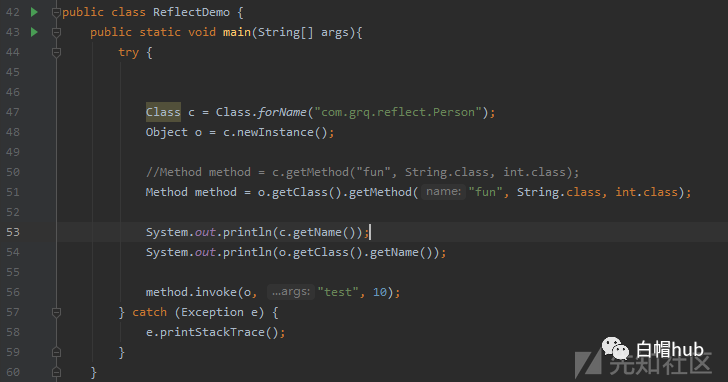 42 public class ReflectDemo {
43 public static void main(String[] args){
44 try {
45
46
47 Class c = Class.forName("com.grq.reflect.Person");
48 Object o = c.newInstance();
49
50 //Method method = c.getMethod("fun", String.class, int.class);
51 Method method = o.getClass().getMethod( name: "fun", String.class, int.class);
52
53 System.out.println(c.getName());
54 System.out.println(o.getClass().getName());
55
56 method.invoke(o, ...args: "test", 10);
57 } catch (Exception e) {
58 e.printStackTrace();
59 }
60 }
白帽hub
先知社区